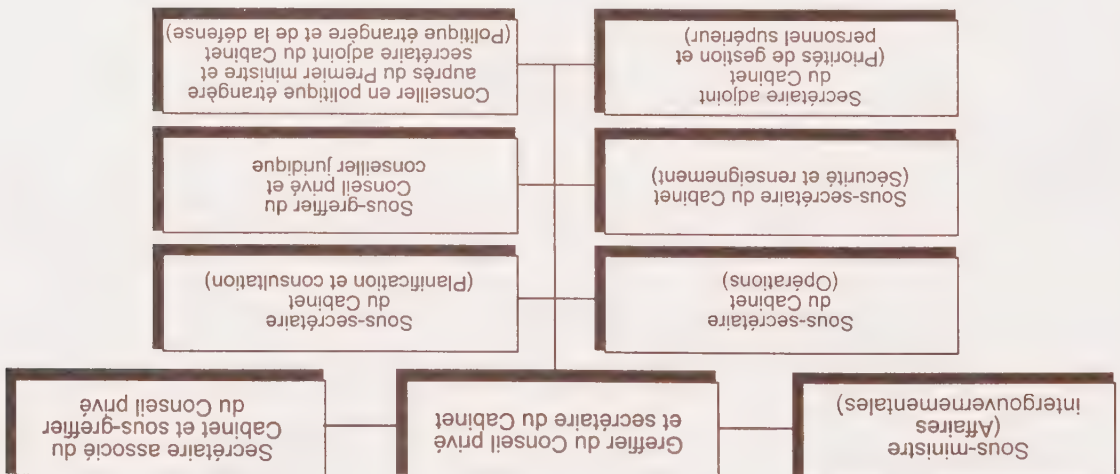 Sous-ministre
(Affaires
intergouvernementales)
Greffier du Conseil privé
et secrétaire du Cabinet
Secrétaire associé du
Cabinet et sous-greffier
du Conseil privé
Sous-secrétaire
du Cabinet
(Opérations)
Sous-secrétaire
du Cabinet
(Planification et consultation)
Sous-secrétaire du Cabinet
(Sécurité et renseignement)
Sous-greffier du
Conseil privé et
conseiller juridique
Secrétaire adjoint
du Cabinet
(Priorités de gestion et
personnel supérieur)
Conseiller en politique étrangère
auprès du Premier ministre et
secrétaire adjoint du Cabinet
(Politique étrangère et de la défense)